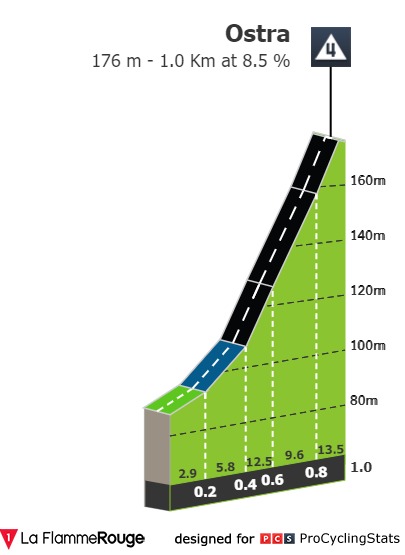 Ostra
4
176 m - 1.0 Km at 8.5 %
160m
140m
120m
100m
80m
2.9 5.8 12.5 9.6 13.5
0.2 0.4 0.6 0.8 1.0
1 La FlammeRouge designed for PCS ProCyclingStats